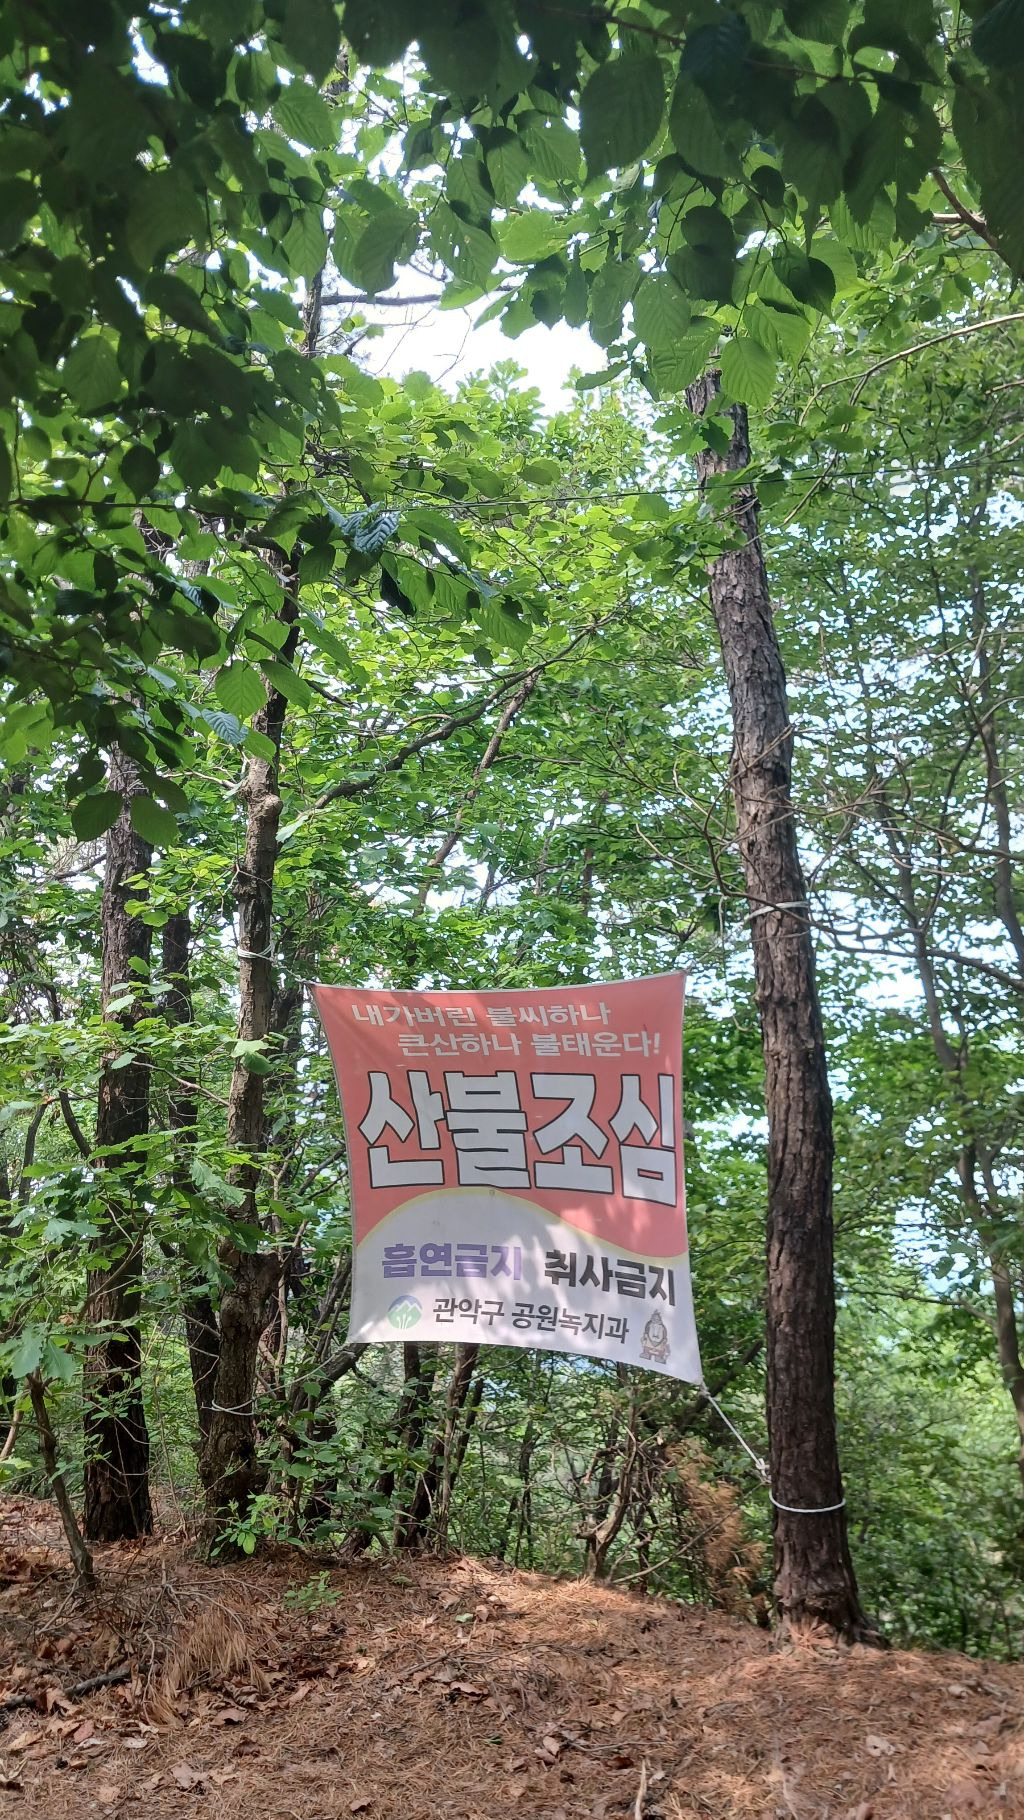 내가버린 불씨하나
큰산하나 불태운다!
산불조심
흡연금지 취사금지
관악구 공원녹지과